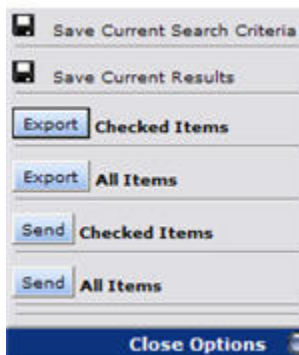 Save Current Search Criteria
Save Current Results
Export Checked Items
Export All Items
Send Checked Items
Send All Items
Close Options